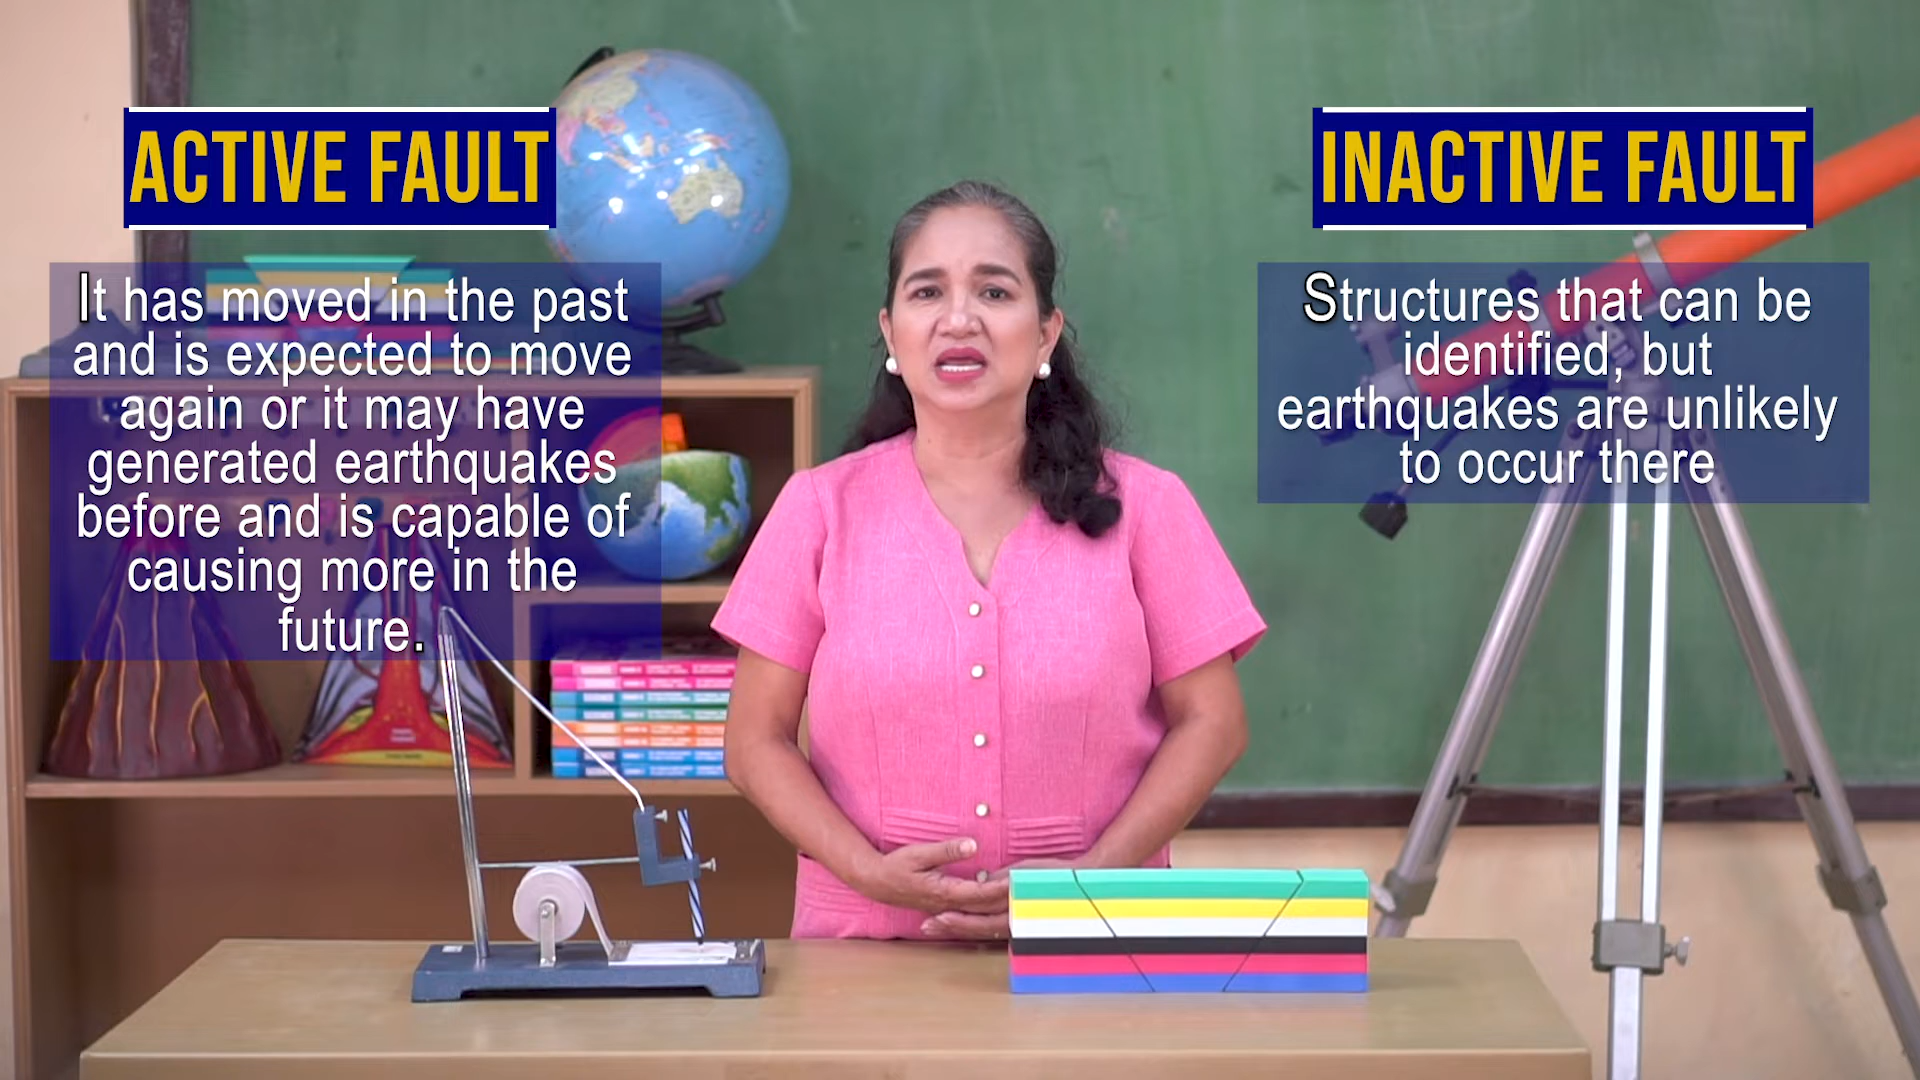 ACTIVE FAULT
It has moved in the past
and is expected to move
again or it may have
generated earthquakes
before and is capable of
causing more in the
future.
INACTIVE FAULT
Structures that can be
identified, but
earthquakes are unlikely
to occur there